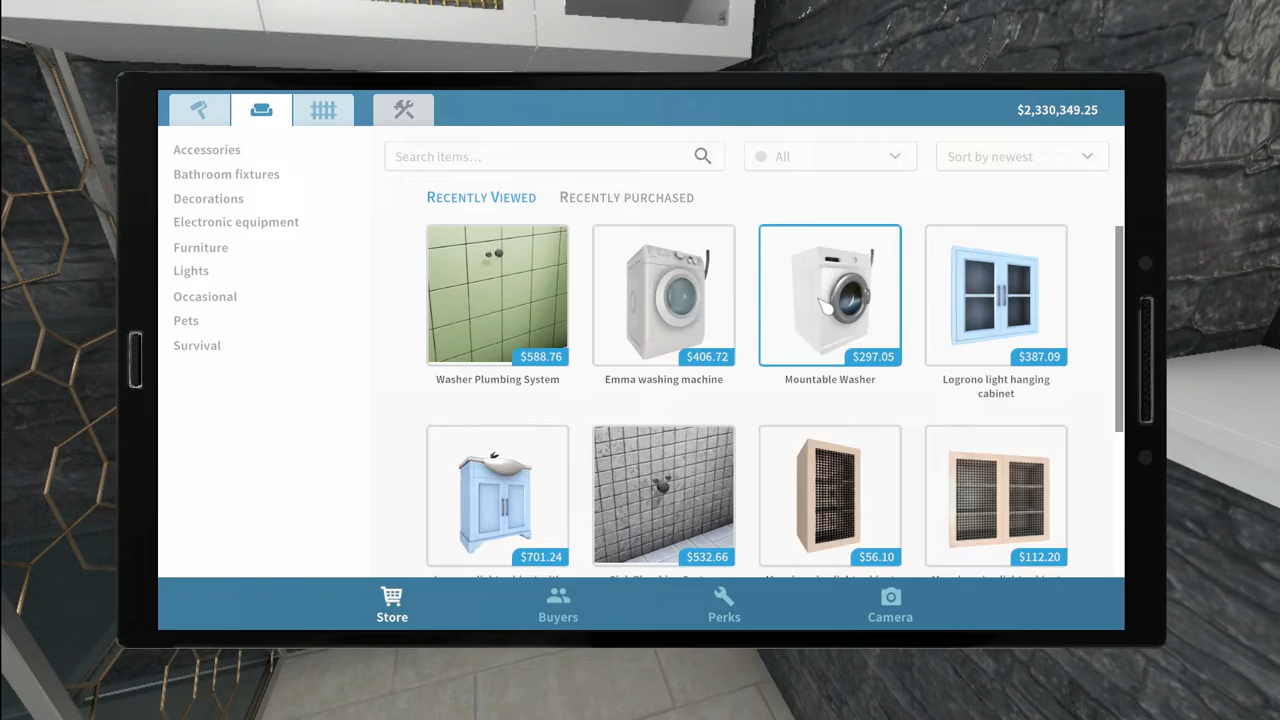 $2,330,349.25
Accessories
Bathroom fixtures
Decorations
Electronic equipment
Furniture
Lights
Occasional
Pets
Survival
Search items...
All
Sort by newest
RECENTLY VIEWED
RECENTLY PURCHASED
$588.76
$406.72
$297.05
$387.09
Washer Plumbing System
Emma washing machine
Mountable Washer
Logrono light hanging
cabinet
$701.24
$532.66
$56.10
$112.20
Store
Buyers
Perks
Camera